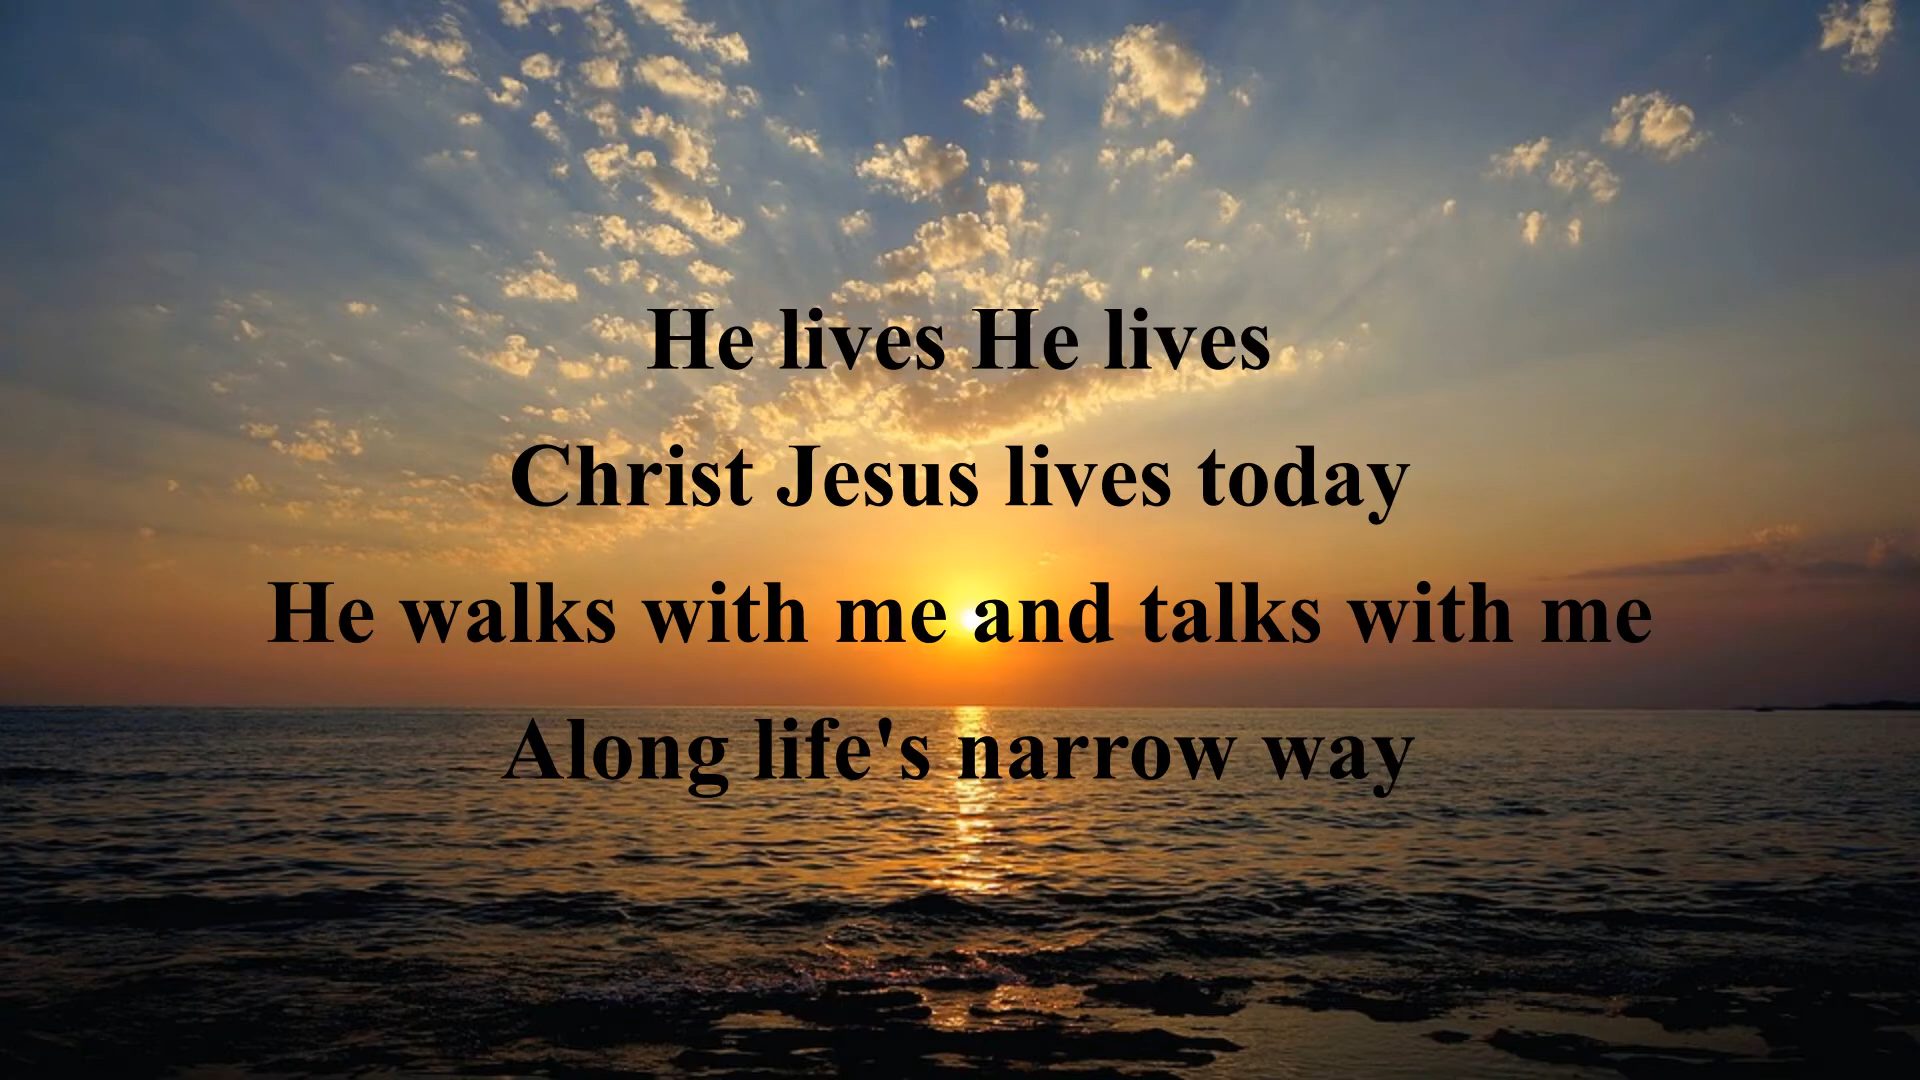 He lives He lives
Christ Jesus lives today
He walks with me and talks with me
Along life's narrow way